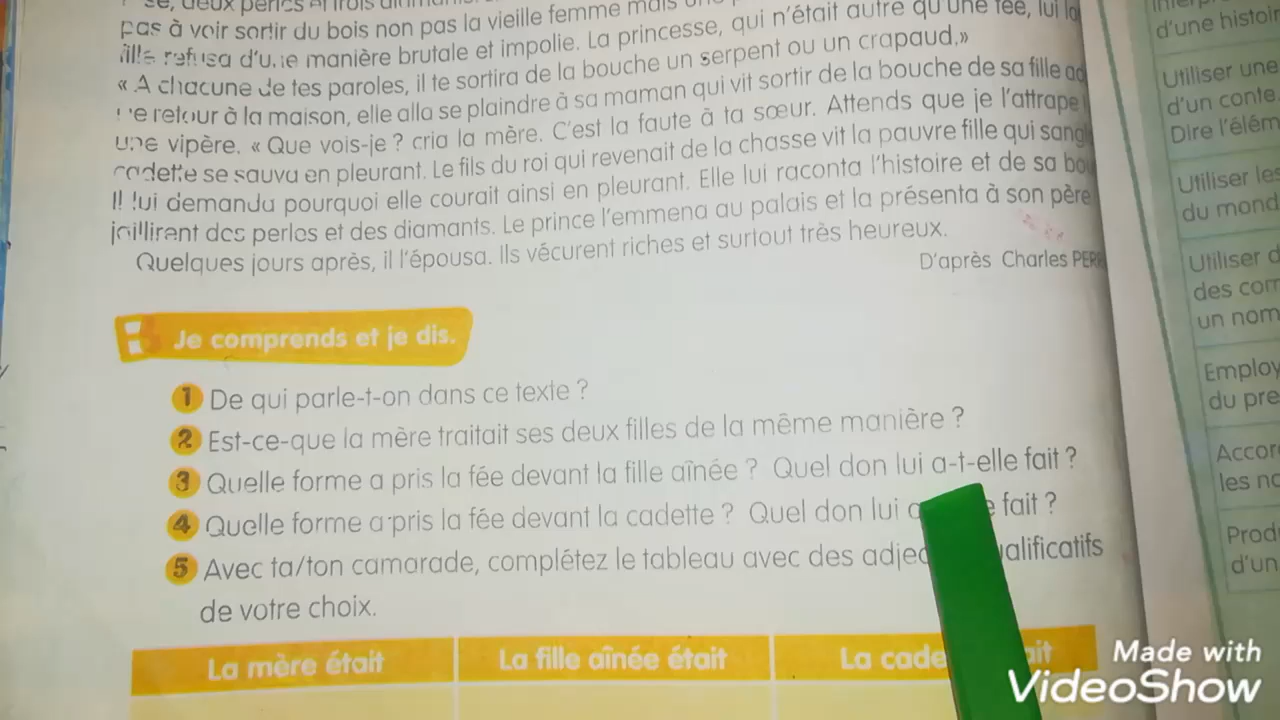 se, deux perles et trois
pas à voir sortir du bois non pas la vieille femme mais une
fille refusa d'une manière brutale et impolie. La princesse, qui n'était autre qu'une fée, lui
« A chacune de tes paroles, il te sortira de la bouche un serpent ou un crapaud.»
De retour à la maison, elle alla se plaindre à sa maman qui vit sortir de la bouche de sa fille
une vipère. « Que vois-je ? cria la mère. C'est la faute à ta sœur. Attends que je l'attrape
cadette se sauva en pleurant. Le fils du roi qui revenait de la chasse vit la pauvre fille qui
Il lui demanda pourquoi elle courait ainsi en pleurant. Elle lui raconta l'histoire et de sa
jaillirent des perles et des diamants. Le prince l'emmena au palais et la présenta à son père
Quelques jours après, il l'épousa. Ils vécurent riches et surtout très heureux.
D'après Charles PERR
Je comprends et je dis.
1 De qui parle-t-on dans ce texte ?
2 Est-ce-que la mère traitait ses deux filles de la même manière ?
3 Quelle forme a pris la fée devant la fille aînée ? Quel don lui a-t-elle fait ?
4 Quelle forme a pris la fée devant la cadette ? Quel don lui fait ?
5 Avec ta/ton camarade, complétez le tableau avec des
de votre choix.
La mère était La fille aînée était La
d'une histoir
Utiliser une
d'un conte.
Dire l'élém
Utiliser les
du mond
Utiliser
des
un nom
Employ
du pre
Accor
les
Prod
d'un
Made with
VideoShow